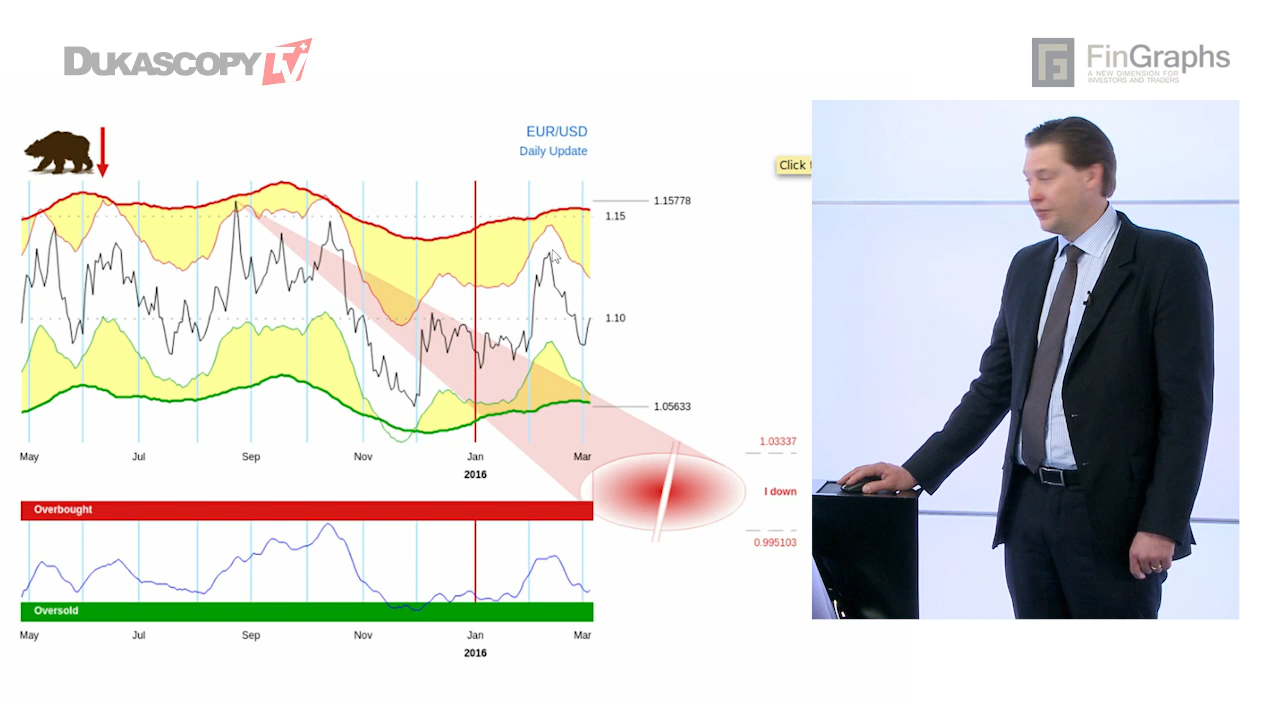 DUKASCOPY TV
FinGraphs
A NEW DIMENSION FOR
INVESTORS AND TRADERS
EUR/USD
Daily Update
Click
1.15778
1.15
1.10
1.05633
May Jul Sep Nov Jan Mar
2016
1.03337
I down
0.995103
Overbought
Oversold
May Jul Sep Nov Jan Mar
2016